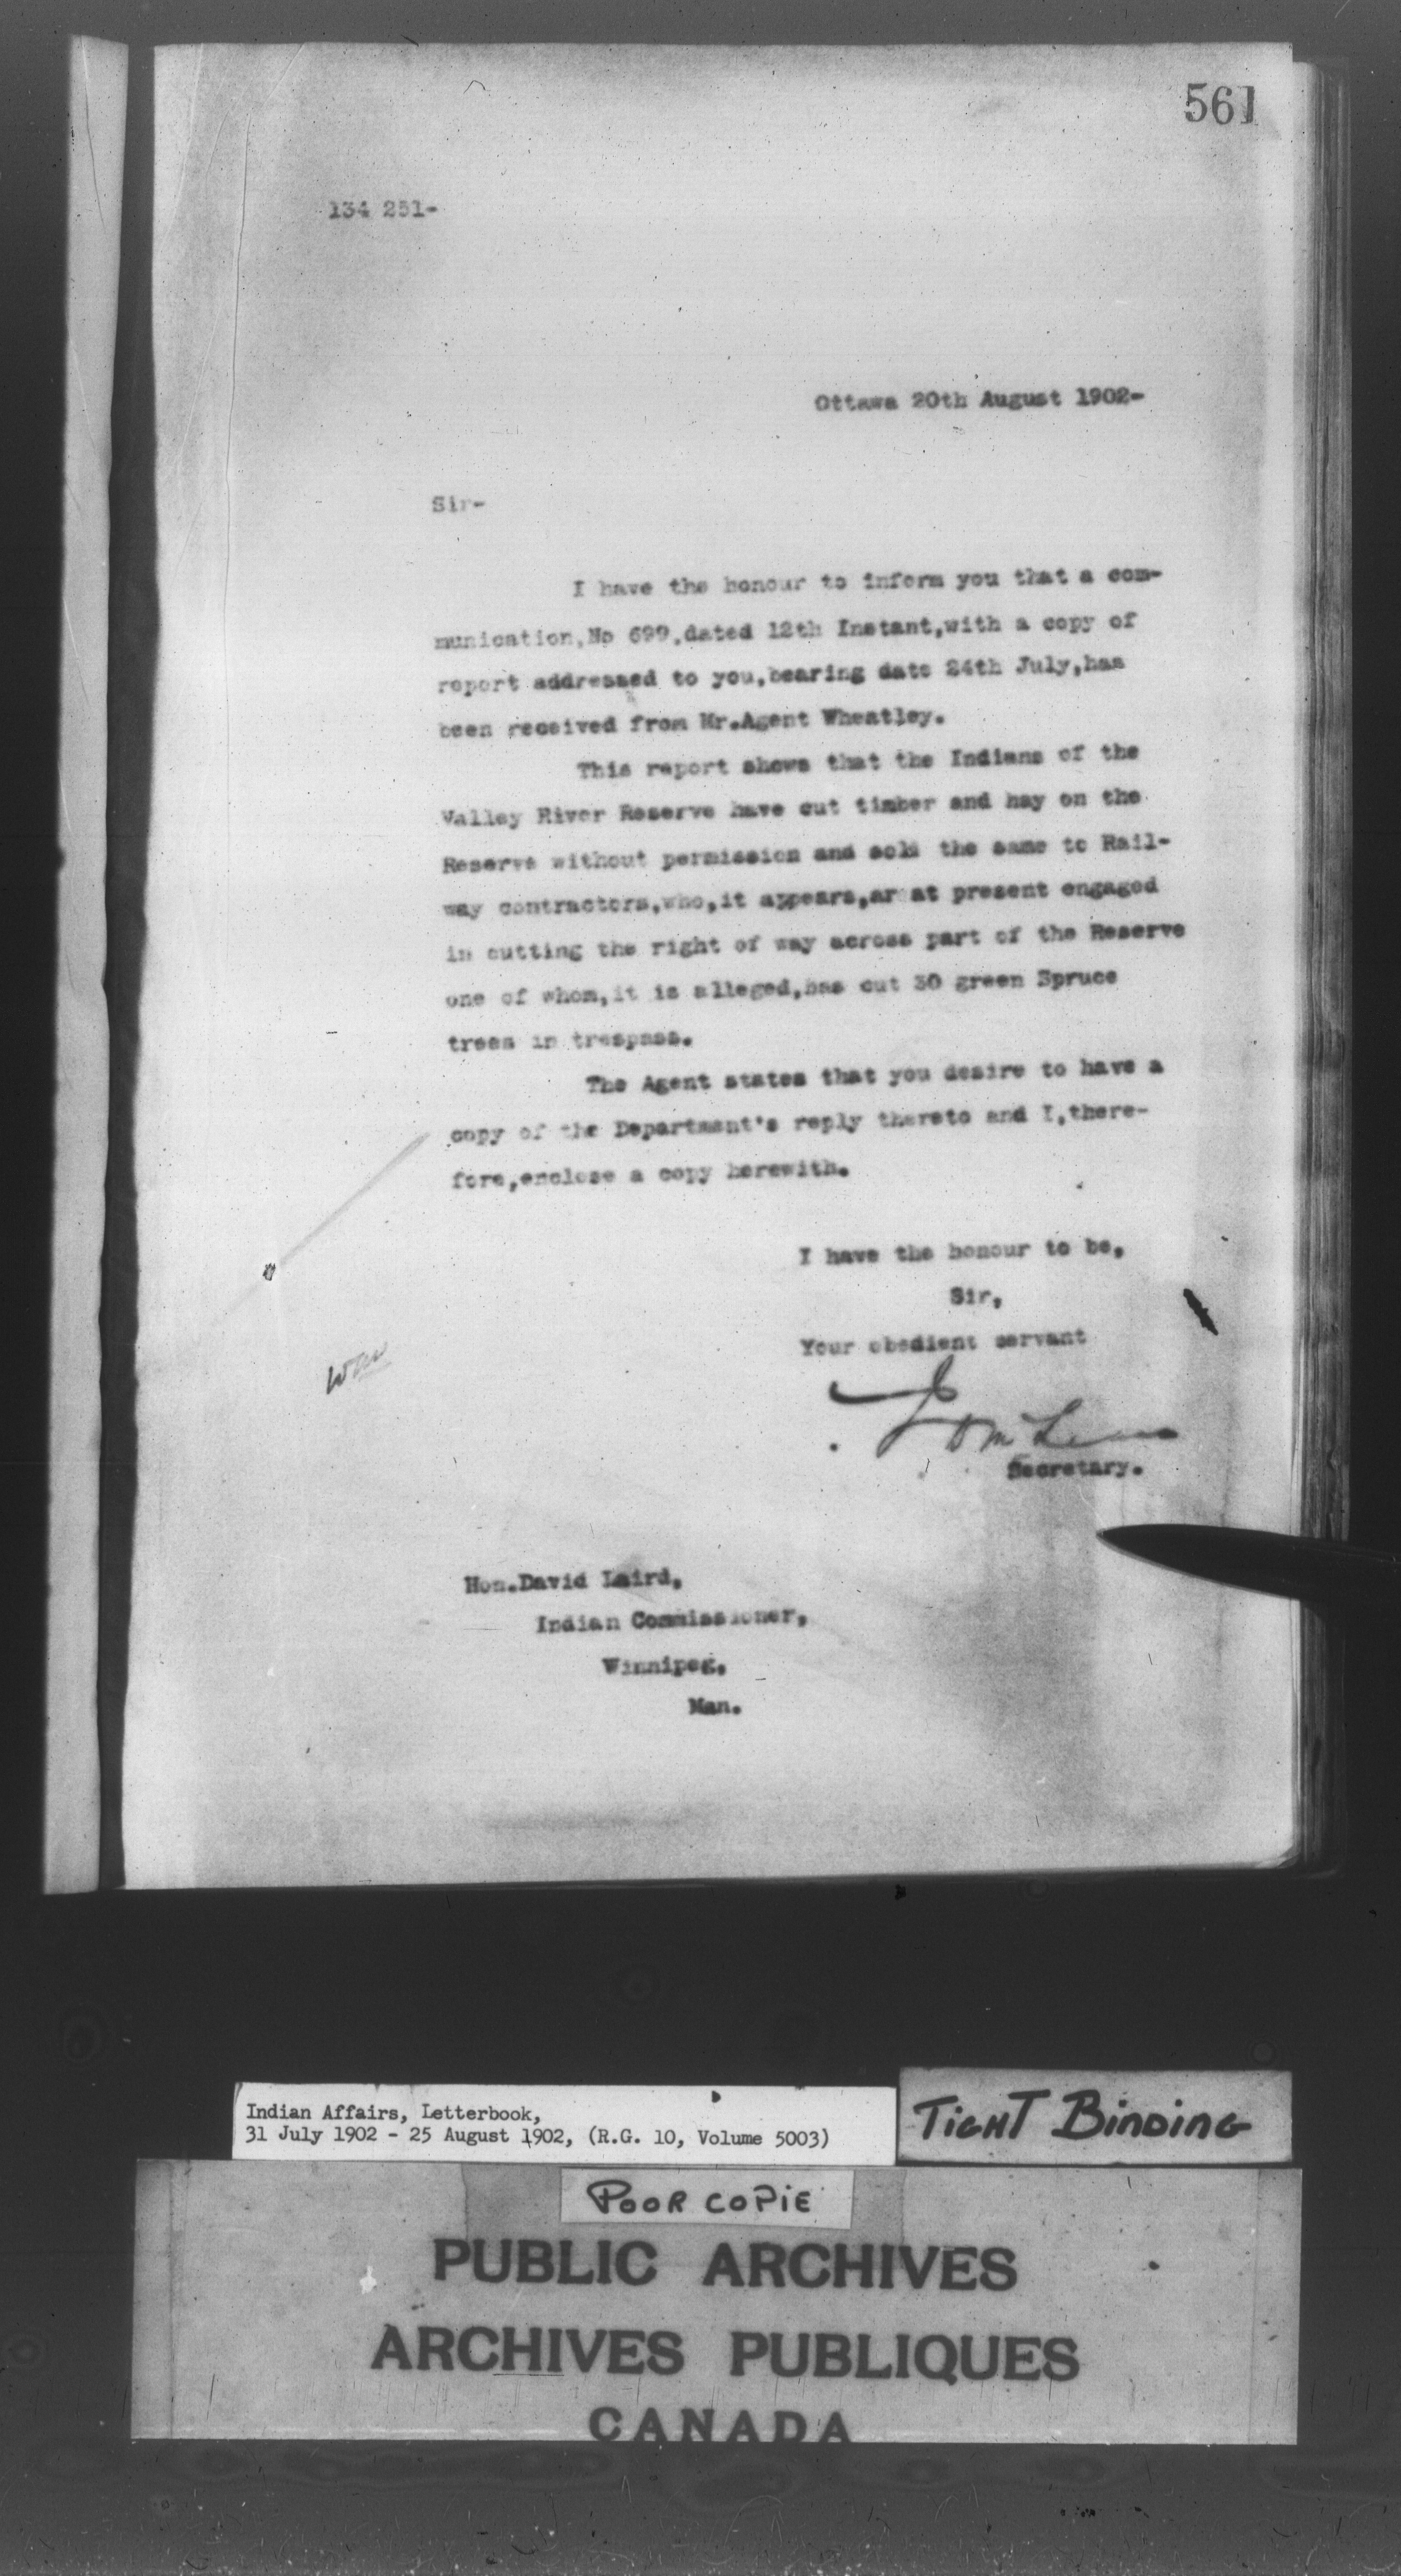 561
134 251-
Ottawa 20th August 1902-
Sir-
I have the honour to inform you that a com-
munication, No 699, dated 12th Instant, with a copy of
report addressed to you, bearing date 24th July, has
been received from Mr. Agent Wheatley.
This report shows that the Indians of the
Valley River Reserve have cut timber and hay on the
Reserve without permission and sold the same to Rail-
way contractors, who, it appears, ar at present engaged
in cutting the right of way across part of the Reserve
one of whom, it is alleged, has cut 30 green Spruce
trees in trespass.
The Agent states that you desire to have a
copy of the Department's reply thereto and I, there-
fore, enclose a copy herewith.
I have the honour to be,
Sir,
Your obedient servant
J D McLean
Secretary.
Hon. David Laird,
Indian Commissioner,
Winnipeg.
Man.
Indian Affairs, Letterbook,
31 July 1902 - 25 August 1902, (R.G. 10, Volume 5003)
TIGHT BINDING
POOR COPIE
PUBLIC ARCHIVES
ARCHIVES PUBLIQUES
CANADA